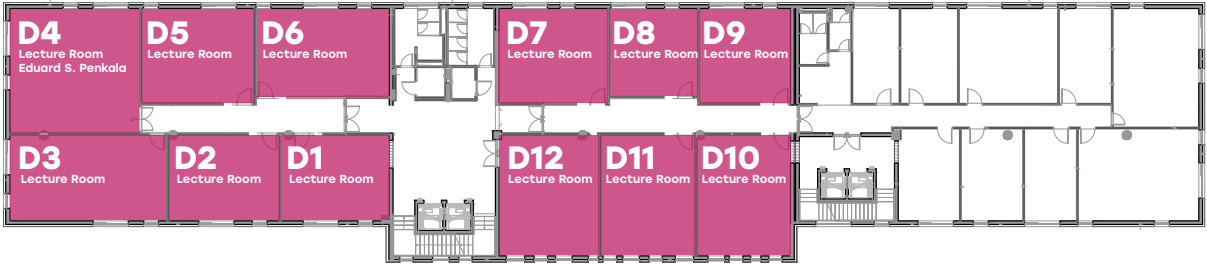 D4
Lecture Room
Eduard S. Penkala
D5
Lecture Room
D6
Lecture Room
D7
Lecture Room
D8
Lecture Room
D9
Lecture Room
D3
Lecture Room
D2
Lecture Room
D1
Lecture Room
D12
Lecture Room
D11
Lecture Room
D10
Lecture Room